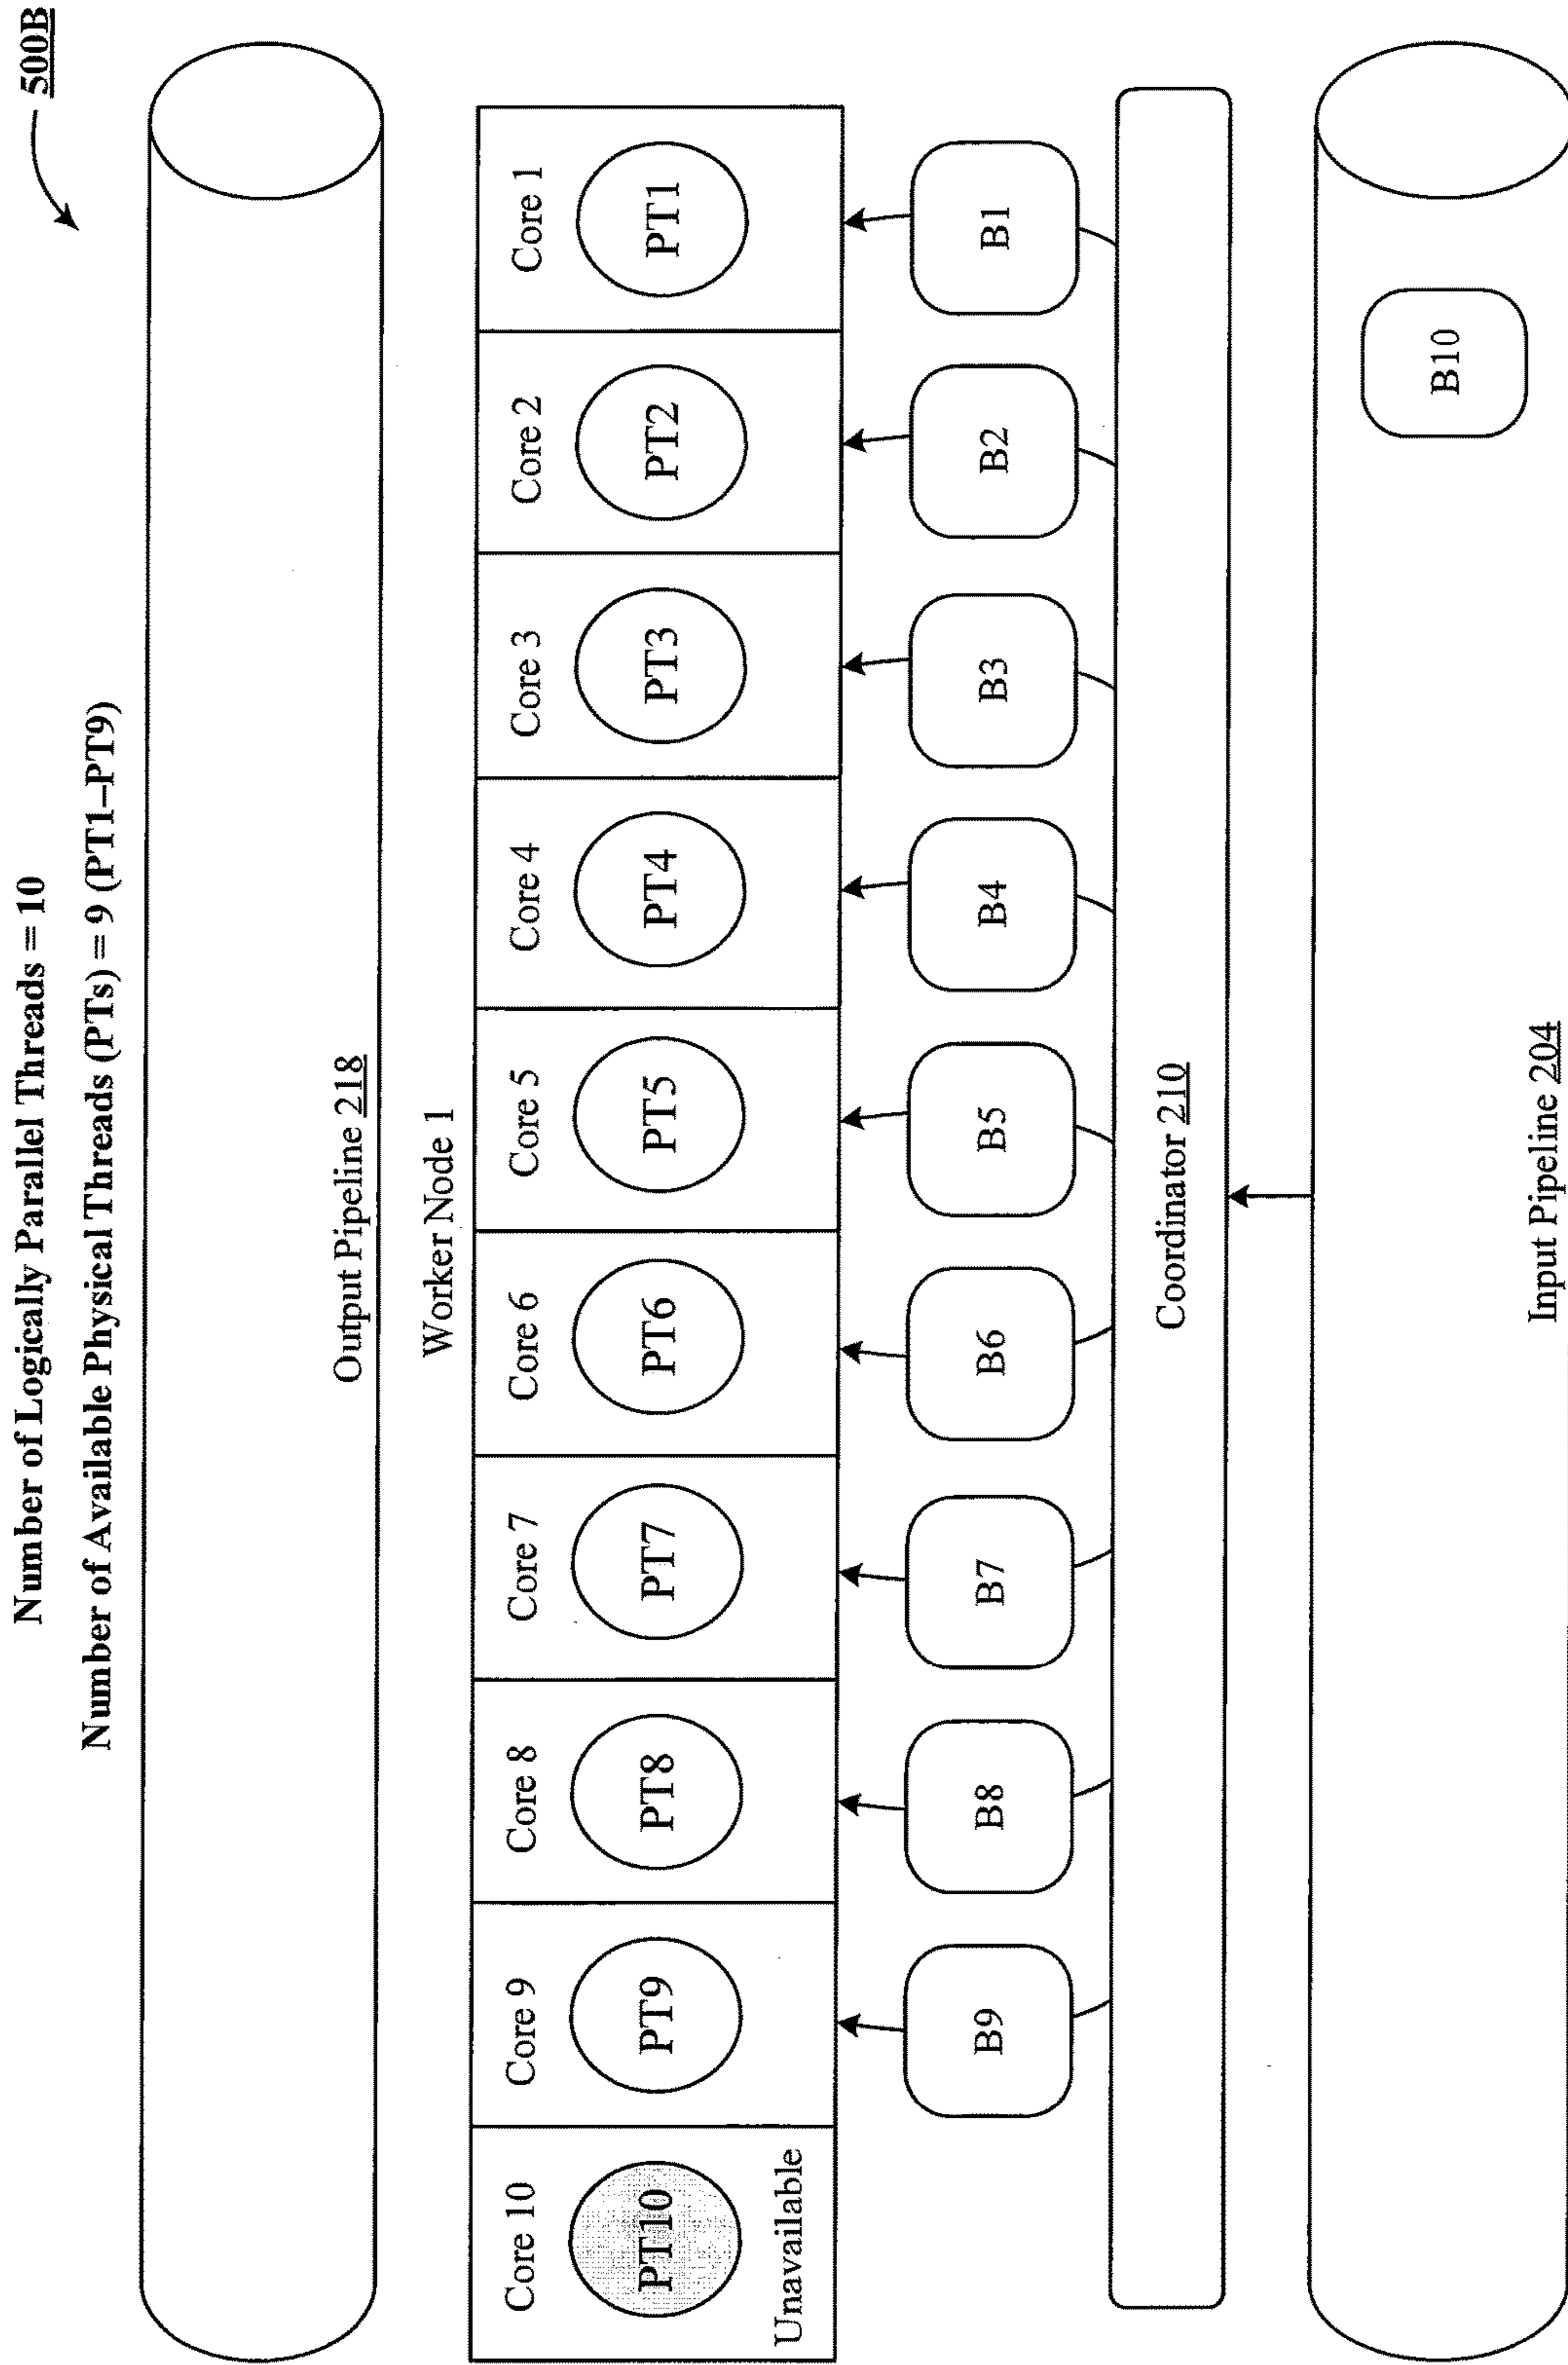 500B
Number of Logically Parallel Threads = 10
Number of Available Physical Threads (PTs) = 9 (PT1–PT9)
Output Pipeline 218
Worker Node 1
Core 10
Core 9
Core 8
Core 7
Core 6
Core 5
Core 4
Core 3
Core 2
Core 1
PT10
PT9
PT8
PT7
PT6
PT5
PT4
PT3
PT2
PT1
Unavailable
B9
B8
B7
B6
B5
B4
B3
B2
B1
Coordinator 210
B10
Input Pipeline 204